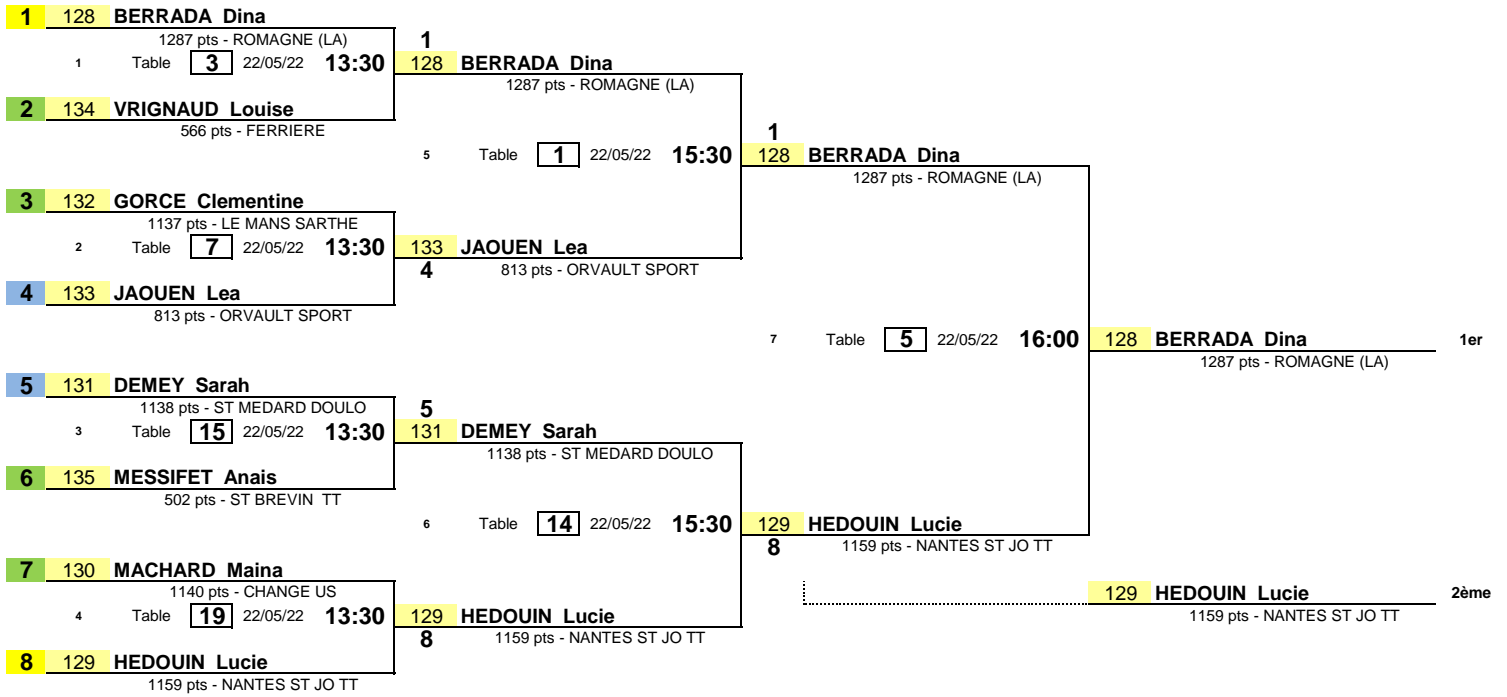 1 128 BERRADA Dina
1287 pts - ROMAGNE (LA) 1
1 Table 3 22/05/22 13:30 128 BERRADA Dina
1287 pts - ROMAGNE (LA)
2 134 VRIGNAUD Louise
566 pts - FERRIERE 1
5 Table 1 22/05/22 15:30 128 BERRADA Dina
1287 pts - ROMAGNE (LA)
3 132 GORCE Clementine
1137 pts - LE MANS SARTHE
2 Table 7 22/05/22 13:30 133 JAOUEN Lea
4 813 pts - ORVAULT SPORT
4 133 JAOUEN Lea
813 pts - ORVAULT SPORT
7 Table 5 22/05/22 16:00 128 BERRADA Dina 1er
1287 pts - ROMAGNE (LA)
5 131 DEMEY Sarah
1138 pts - ST MEDARD DOULO 5
3 Table 15 22/05/22 13:30 131 DEMEY Sarah
1138 pts - ST MEDARD DOULO
6 135 MESSIFET Anais
502 pts - ST BREVIN TT
6 Table 14 22/05/22 15:30 129 HEDOUIN Lucie
8 1159 pts - NANTES ST JO TT
7 130 MACHARD Maina
1140 pts - CHANGE US 129 HEDOUIN Lucie 2ème
4 Table 19 22/05/22 13:30 129 HEDOUIN Lucie 1159 pts - NANTES ST JO TT
8 1159 pts - NANTES ST JO TT
8 129 HEDOUIN Lucie
1159 pts - NANTES ST JO TT